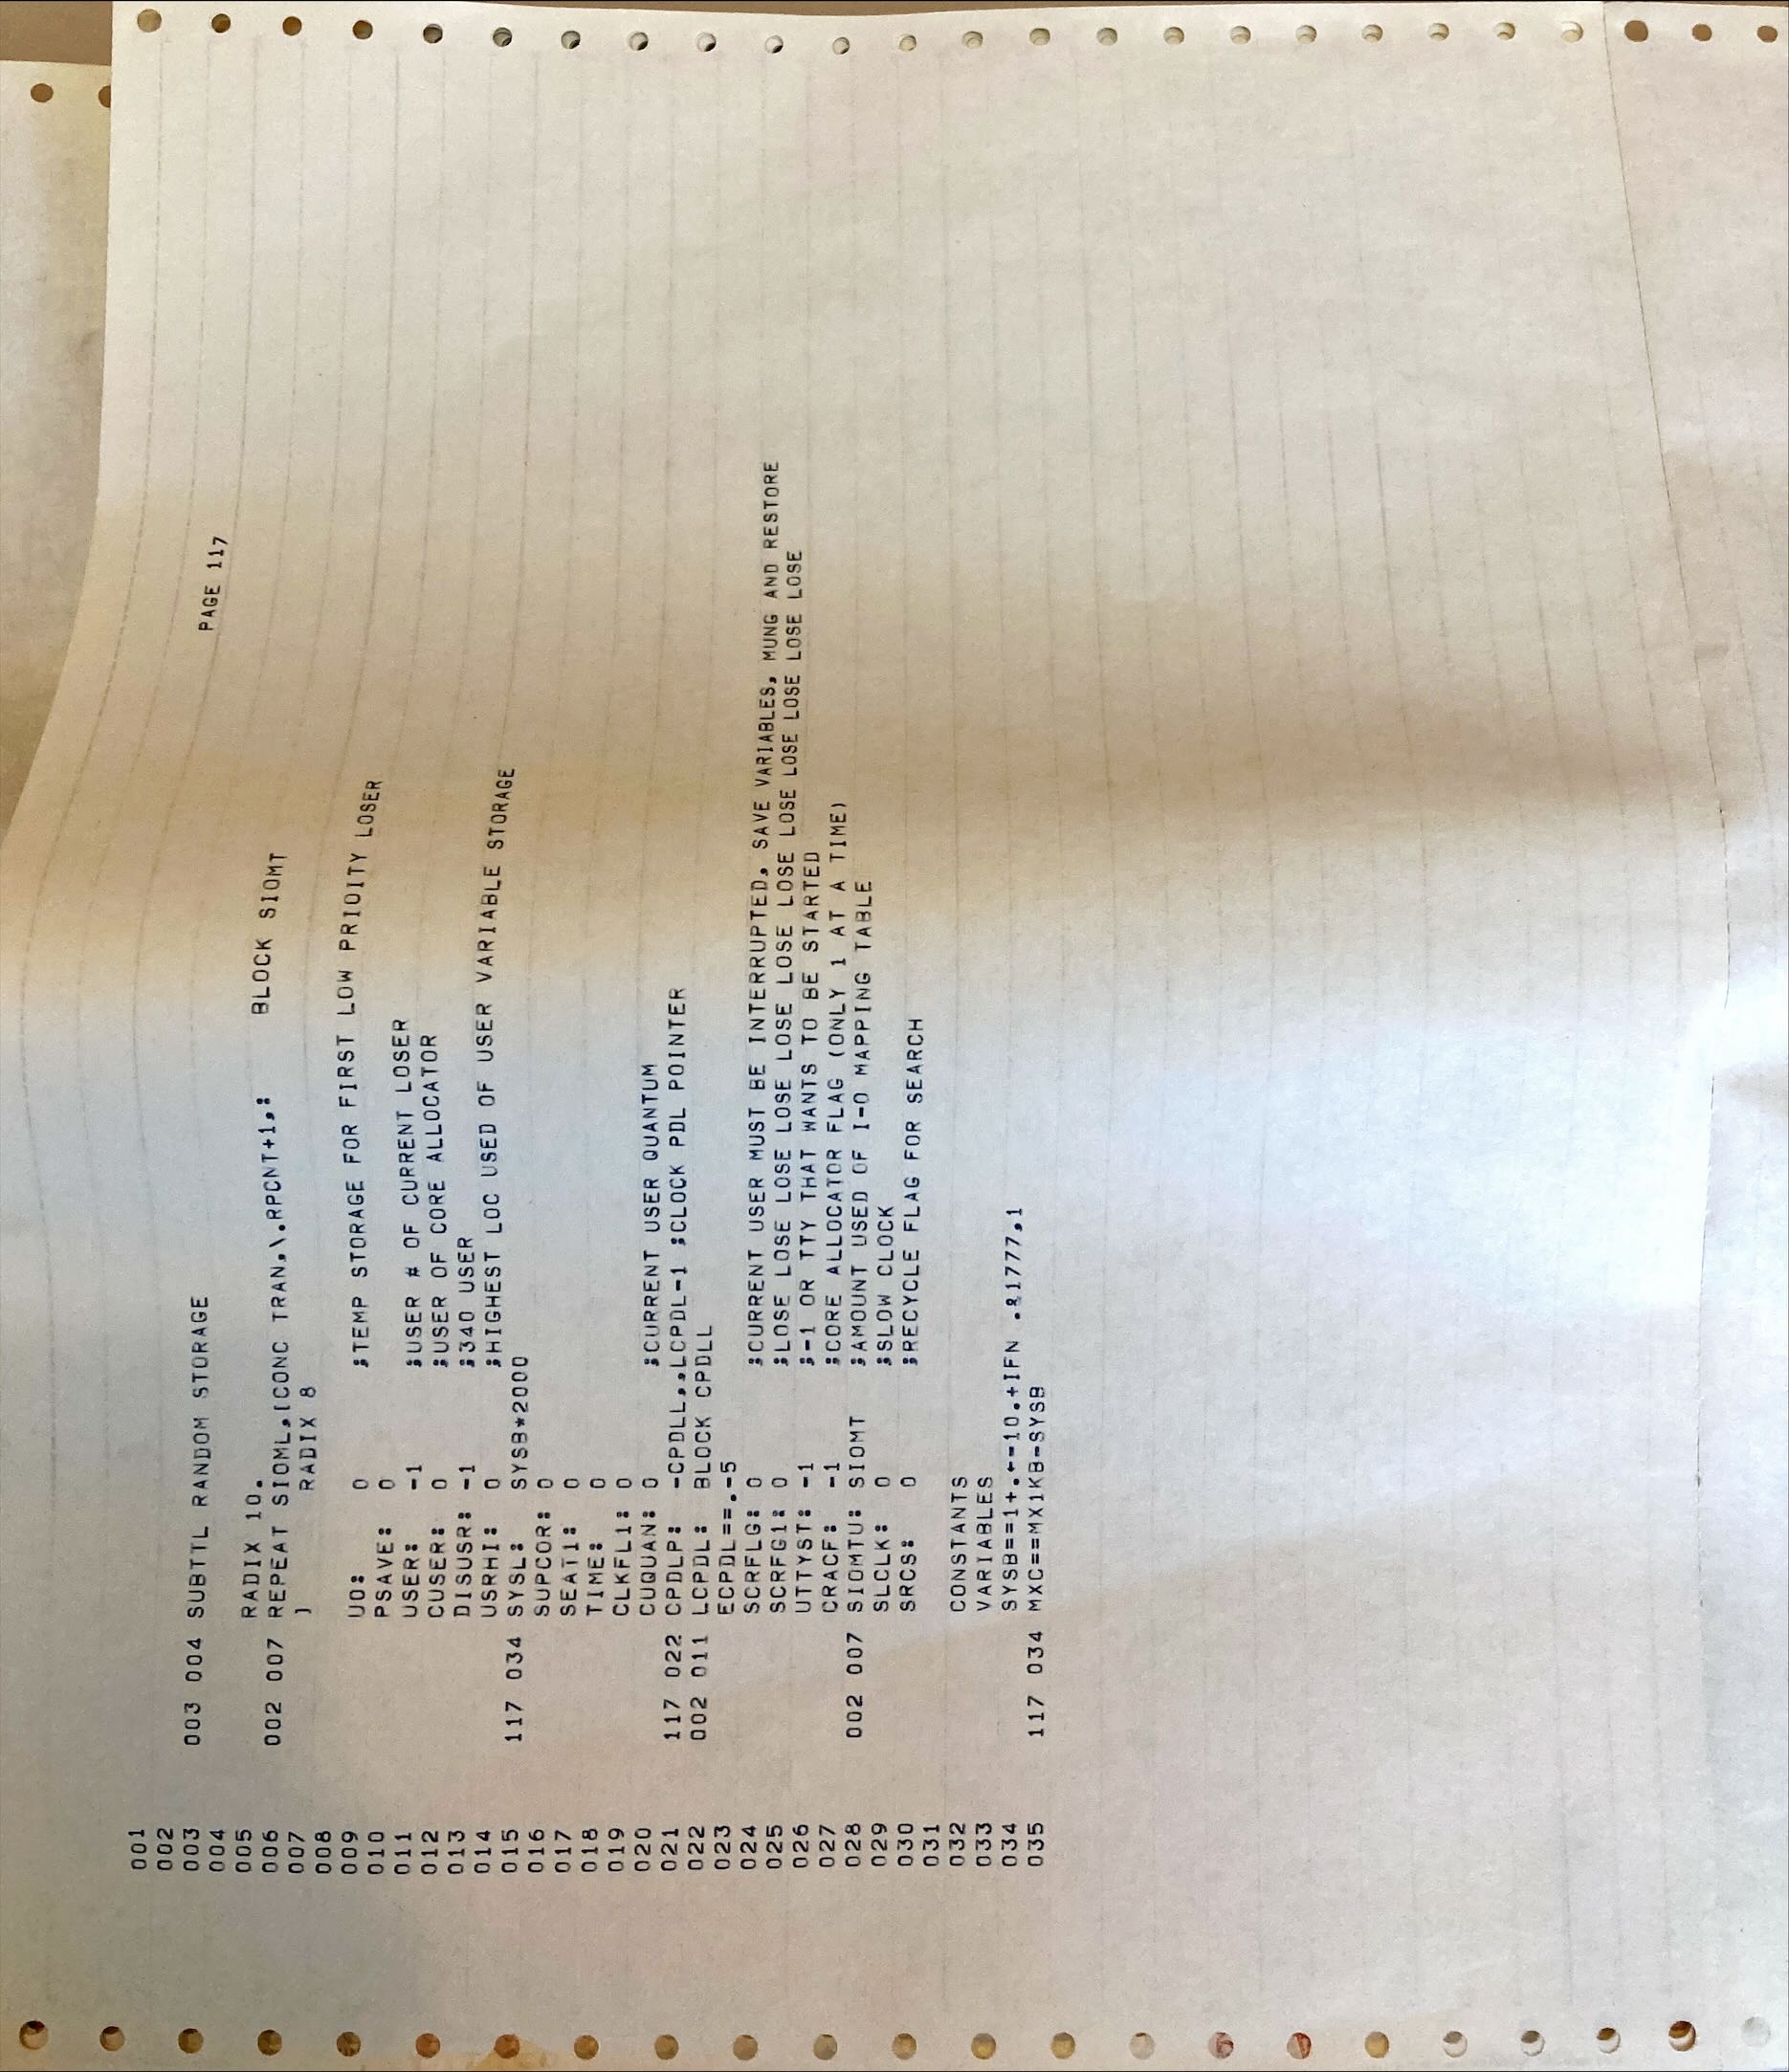 PAGE 117
001
002
003 003 004 SUBTTL RANDOM STORAGE
004
005 RADIX 10.
006 002 007 REPEAT SIOML,[CONC TRAN,\.RPCNT+1,: BLOCK SIOMT
007 ] RADIX 8
008
009 UO: 0 ;TEMP STORAGE FOR FIRST LOW PRIOITY LOSER
010 PSAVE: 0
011 USER: -1 ;USER # OF CURRENT LOSER
012 CUSER: 0 ;USER OF CORE ALLOCATOR
013 DISUSR: -1 ;340 USER
014 USRHI: 0 ;HIGHEST LOC USED OF USER VARIABLE STORAGE
015 117 034 SYSL: SYSB*2000
016 SUPCOR: 0
017 SEATI: 0
018 TIME: 0
019 CLKFL1: 0
020 CUQUAN: 0 ;CURRENT USER QUANTUM
021 117 022 CPDLP: -CPDLL,,LCPDL-1 ;CLOCK PDL POINTER
022 002 011 LCPDL: BLOCK CPDLL
023 ECPDL==.-5
024 SCRFLG: 0 ;CURRENT USER MUST BE INTERRUPTED, SAVE VARIABLES, MUNG AND RESTORE
025 SCRFG1: 0 ;LOSE LOSE LOSE LOSE LOSE LOSE LOSE LOSE LOSE LOSE LOSE LOSE LOSE
026 UTTYST: -1 ;-1 OR TTY THAT WANTS TO BE STARTED
027 CRACF: -1 ;CORE ALLOCATOR FLAG (ONLY 1 AT A TIME)
028 002 007 SIOMTU: SIOMT ;AMOUNT USED OF I-O MAPPING TABLE
029 SLCLK: 0 ;SLOW CLOCK
030 SRCS: 0 ;RECYCLE FLAG FOR SEARCH
031
032 CONSTANTS
033 VARIABLES
034 SYSB==1+.←-10.+IFN .&1777,1
035 117 034 MXC==MX1KB-SYSB